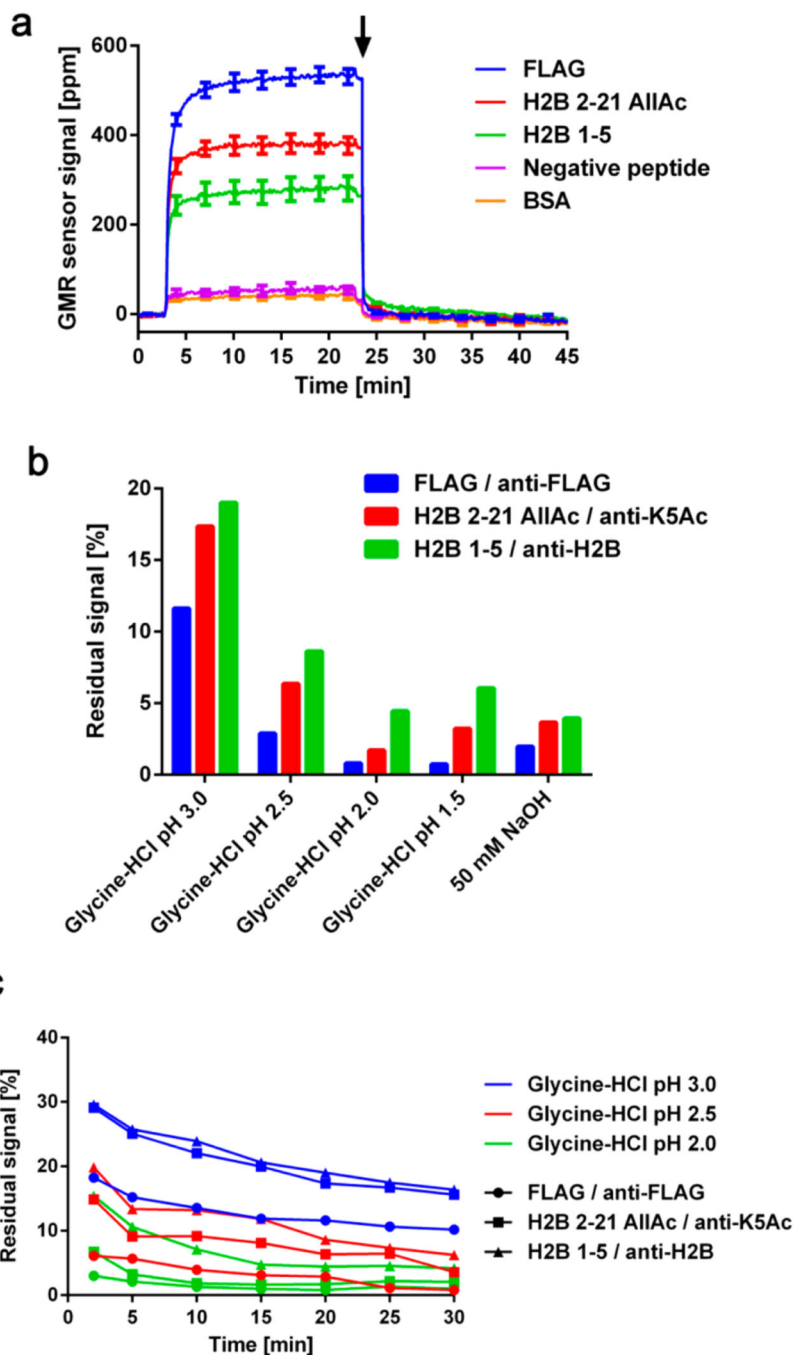 a
600
400
200
0
GMR sensor signal [ppm]
0 5 10 15 20 25 30 35 40 45
Time [min]
FLAG
H2B 2-21 AllAc
H2B 1-5
Negative peptide
BSA
b
20
15
10
5
0
Residual signal [%]
FLAG / anti-FLAG
H2B 2-21 AllAc / anti-K5Ac
H2B 1-5 / anti-H2B
Glycine-HCl pH 3.0
Glycine-HCl pH 2.5
Glycine-HCl pH 2.0
Glycine-HCl pH 1.5
50 mM NaOH
c
40
30
20
10
0
Residual signal [%]
0 5 10 15 20 25 30
Time [min]
Glycine-HCl pH 3.0
Glycine-HCl pH 2.5
Glycine-HCl pH 2.0
FLAG / anti-FLAG
H2B 2-21 AllAc / anti-K5Ac
H2B 1-5 / anti-H2B